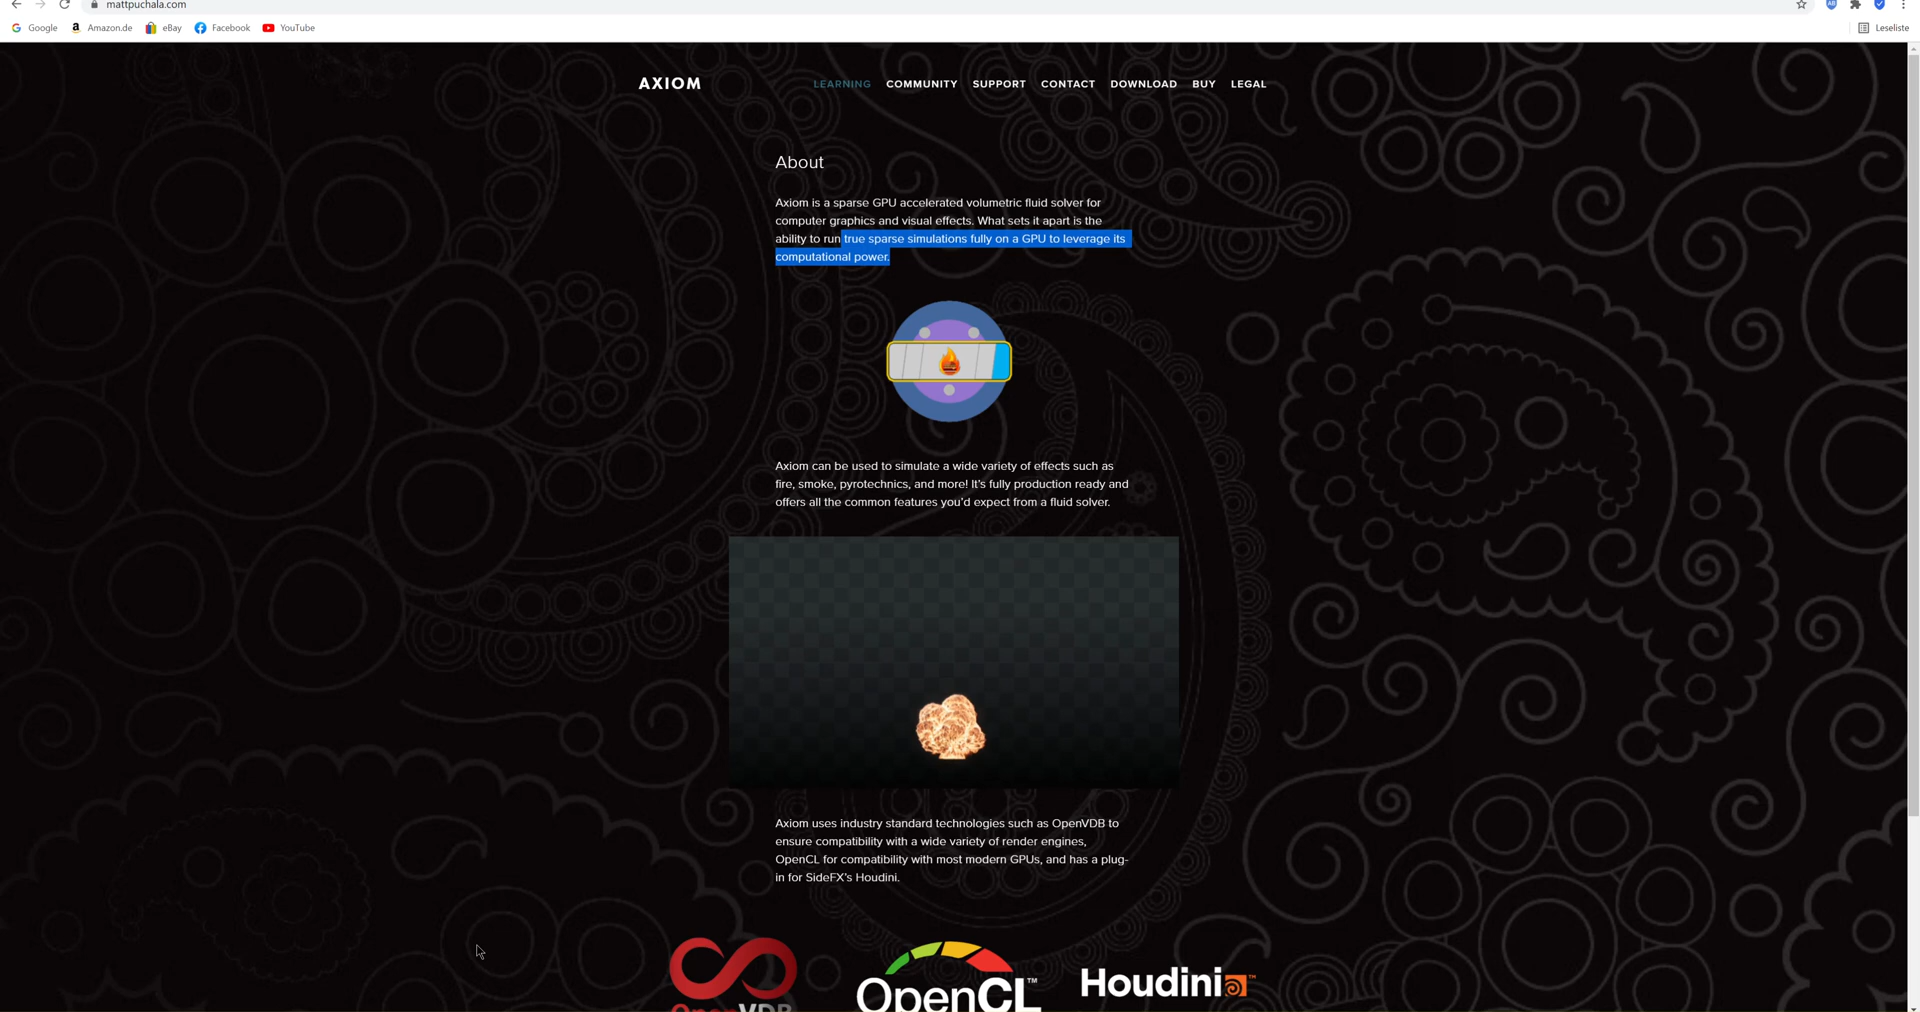 mattpuchala.com
Google Amazon.de eBay Facebook YouTube Leseliste
AXIOM LEARNING COMMUNITY SUPPORT CONTACT DOWNLOAD BUY LEGAL
About
Axiom is a sparse GPU accelerated volumetric fluid solver for
computer graphics and visual effects. What sets it apart is the
ability to run true sparse simulations fully on a GPU to leverage its
computational power.
Axiom can be used to simulate a wide variety of effects such as
fire, smoke, pyrotechnics, and more! It's fully production ready and
offers all the common features you'd expect from a fluid solver.
Axiom uses industry standard technologies such as OpenVDB to
ensure compatibility with a wide variety of render engines,
OpenCL for compatibility with most modern GPUs, and has a plug-
in for SideFX's Houdini.
OpenVDB OpenCL™ Houdini™